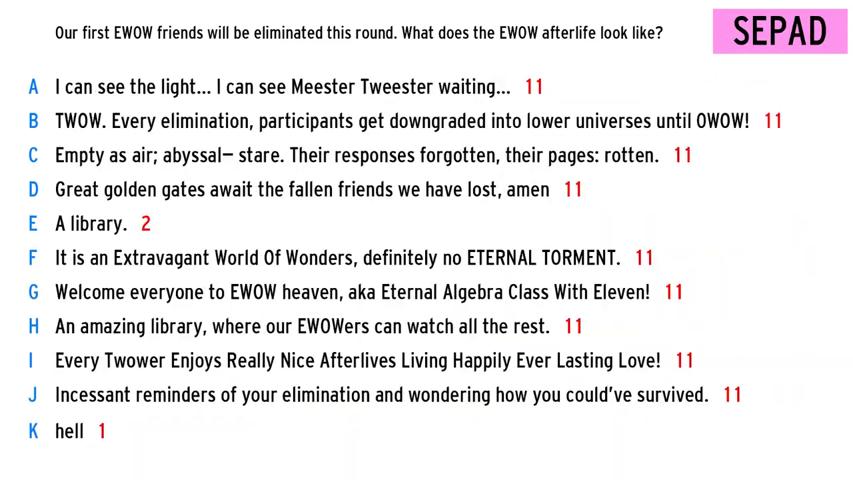 Our first EWOW friends will be eliminated this round. What does the EWOW afterlife look like?
SEPAD
A I can see the light... I can see Meester Tweester waiting... 11
B TWOW. Every elimination, participants get downgraded into lower universes until OWOW! 11
C Empty as air; abyssal— stare. Their responses forgotten, their pages: rotten. 11
D Great golden gates await the fallen friends we have lost, amen 11
E A library. 2
F It is an Extravagant World Of Wonders, definitely no ETERNAL TORMENT. 11
G Welcome everyone to EWOW heaven, aka Eternal Algebra Class With Eleven! 11
H An amazing library, where our EWOWers can watch all the rest. 11
I Every Twower Enjoys Really Nice Afterlives Living Happily Ever Lasting Love! 11
J Incessant reminders of your elimination and wondering how you could've survived. 11
K hell 1